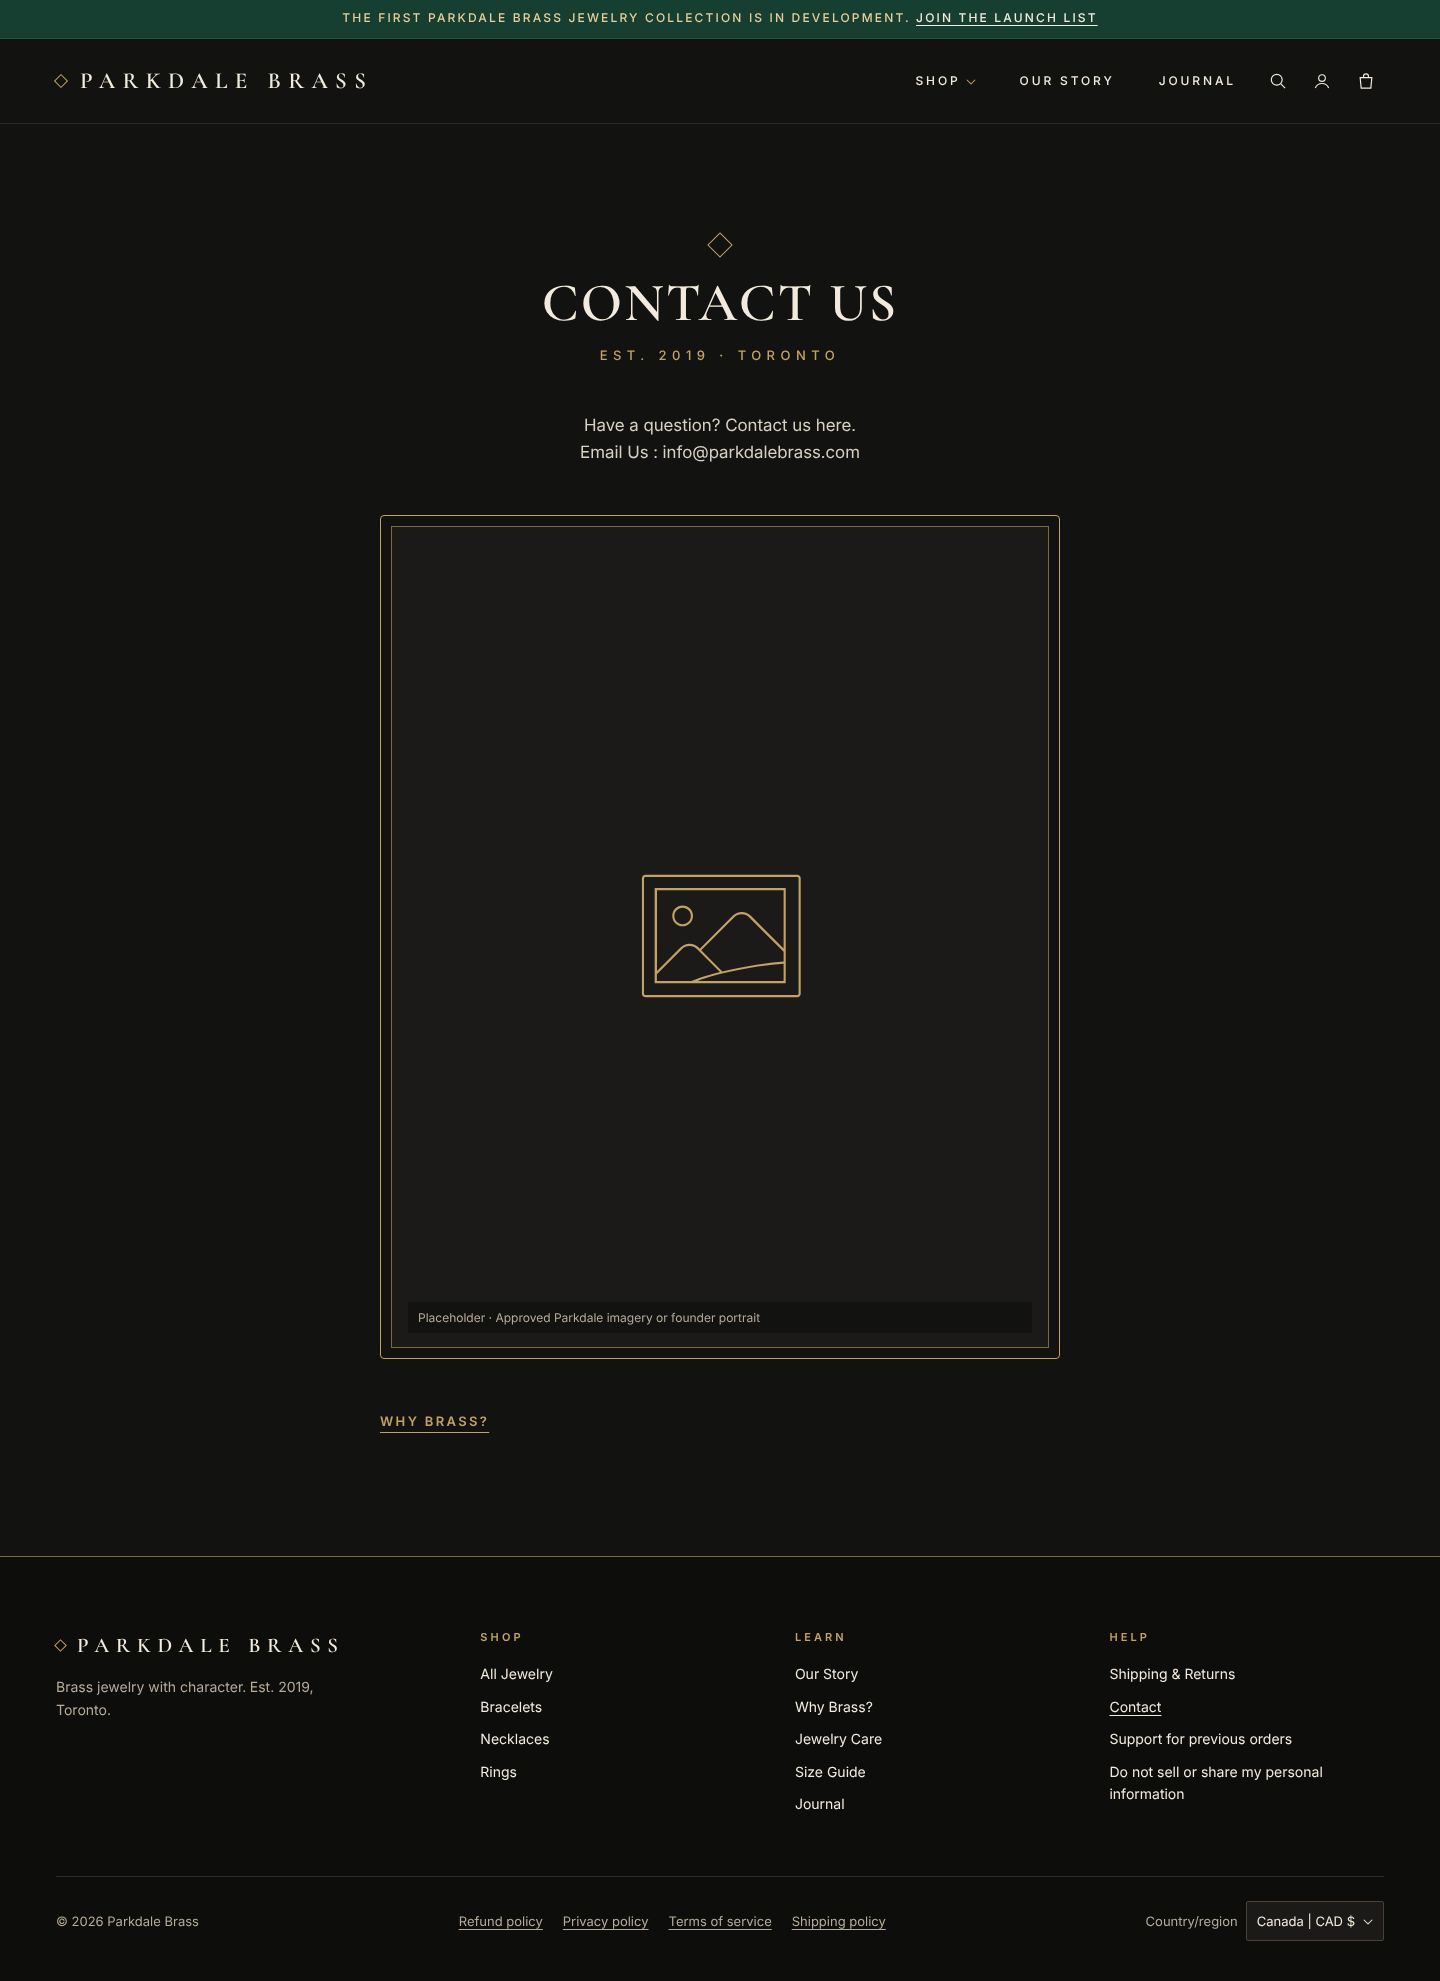 THE FIRST PARKDALE BRASS JEWELRY COLLECTION IS IN DEVELOPMENT. JOIN THE LAUNCH LIST
PARKDALE BRASS
SHOP
OUR STORY
JOURNAL
CONTACT US
EST. 2019 · TORONTO
Have a question? Contact us here.
Email Us : info@parkdalebrass.com
Placeholder · Approved Parkdale imagery or founder portrait
WHY BRASS?
PARKDALE BRASS
Brass jewelry with character. Est. 2019,
Toronto.
SHOP
All Jewelry
Bracelets
Necklaces
Rings
LEARN
Our Story
Why Brass?
Jewelry Care
Size Guide
Journal
HELP
Shipping & Returns
Contact
Support for previous orders
Do not sell or share my personal
information
© 2026 Parkdale Brass
Refund policy
Privacy policy
Terms of service
Shipping policy
Country/region
Canada | CAD $